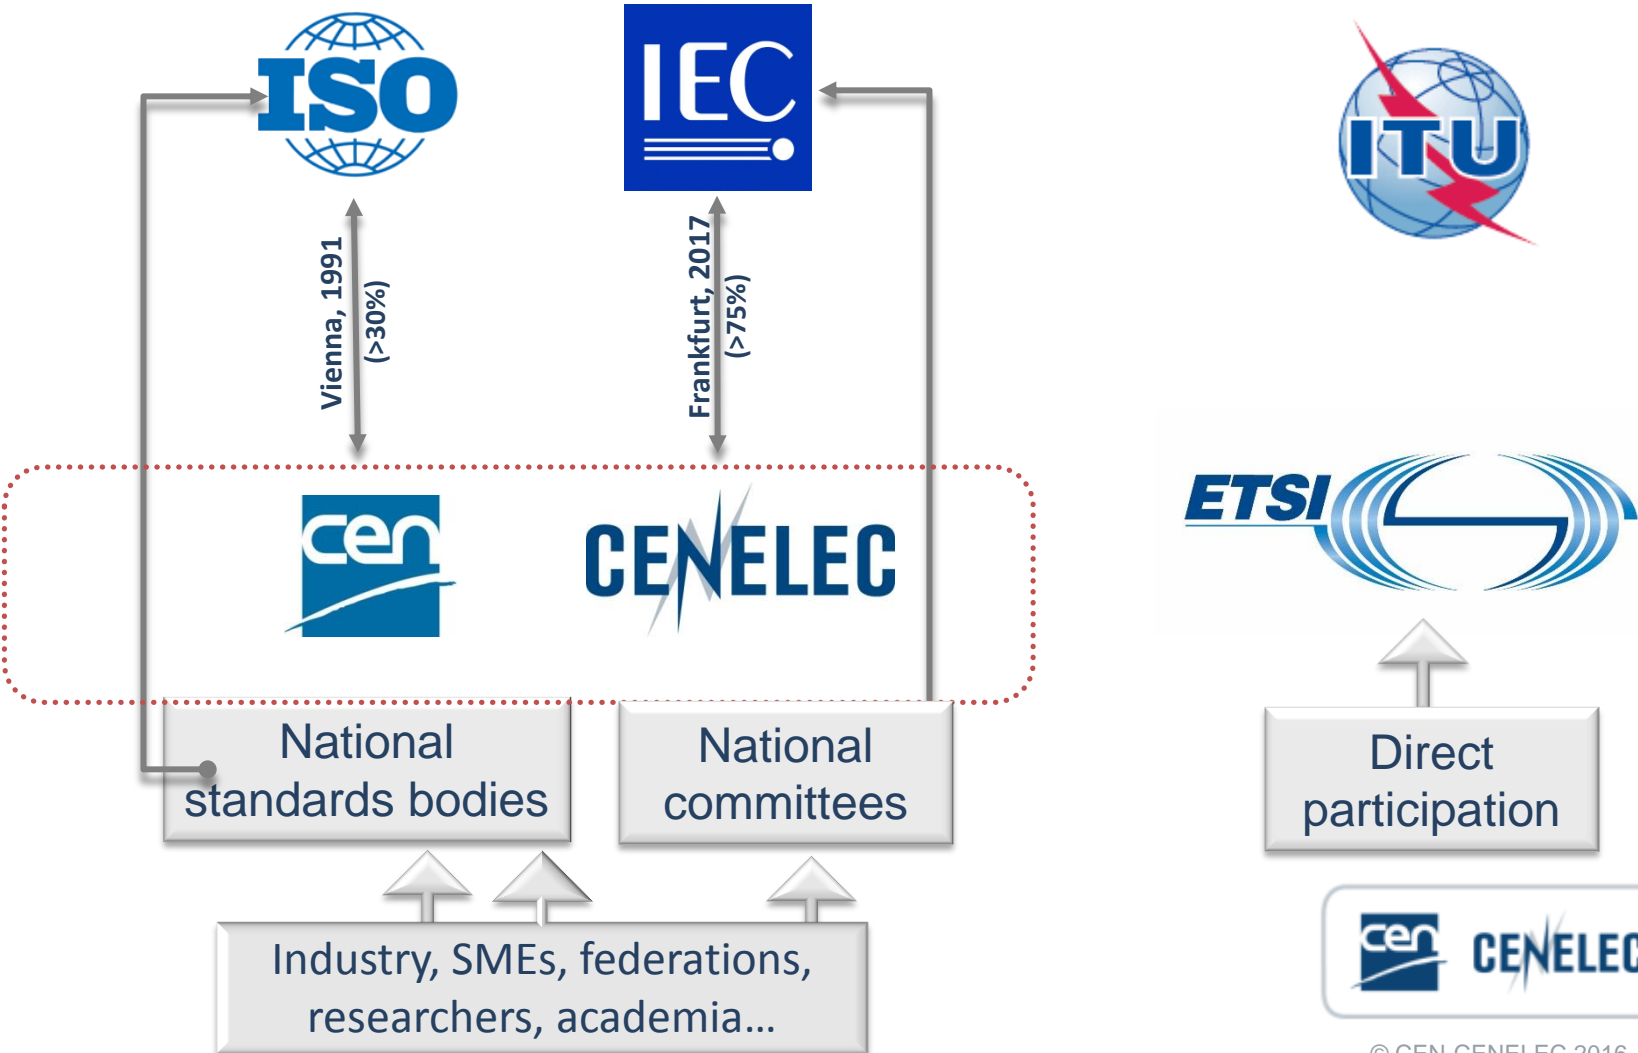 ISO
IEC
ITU
Vienna, 1991
(>30%)
Frankfurt, 2017
(>75%)
cen
CENELEC
ETSI
National
standards bodies
National
committees
Direct
participation
Industry, SMEs, federations,
researchers, academia...
cen
CENELEC
© CEN-CENELEC 2016